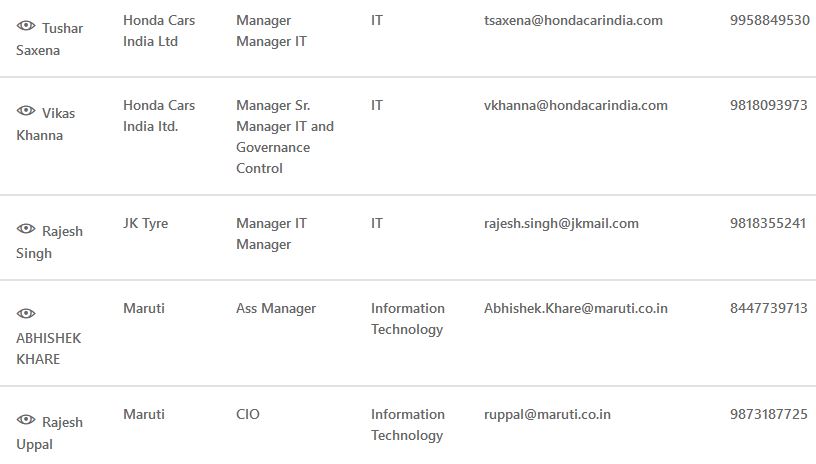 Tushar Saxena Honda Cars India Ltd Manager Manager IT IT tsaxena@hondacarindia.com 9958849530
Vikas Khanna Honda Cars India ltd. Manager Sr. Manager IT and Governance Control IT vkhanna@hondacarindia.com 9818093973
Rajesh Singh JK Tyre Manager IT Manager IT rajesh.singh@jkmail.com 9818355241
ABHISHEK KHARE Maruti Ass Manager Information Technology Abhishek.Khare@maruti.co.in 8447739713
Rajesh Uppal Maruti CIO Information Technology ruppal@maruti.co.in 9873187725